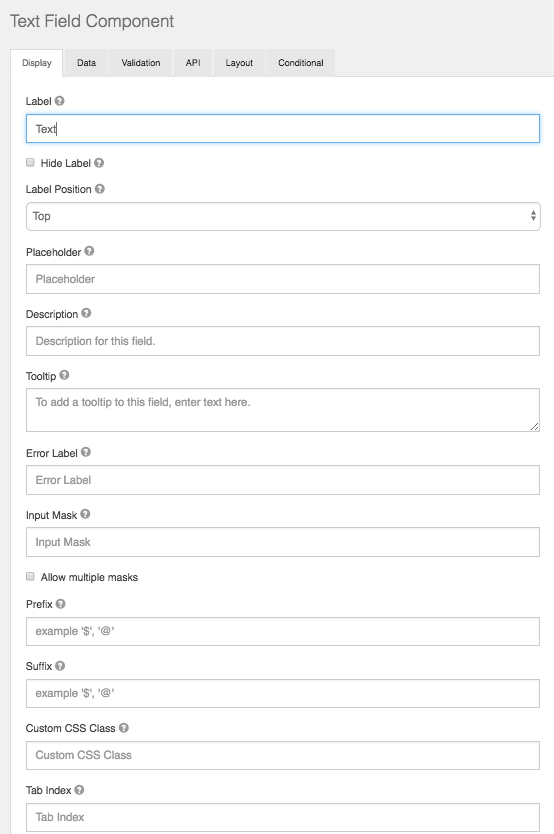 Text Field Component
Display Data Validation API Layout Conditional
Label
Text
Hide Label
Label Position
Top
Placeholder
Placeholder
Description
Description for this field.
Tooltip
To add a tooltip to this field, enter text here.
Error Label
Error Label
Input Mask
Input Mask
Allow multiple masks
Prefix
example '$', '@'
Suffix
example '$', '@'
Custom CSS Class
Custom CSS Class
Tab Index
Tab Index